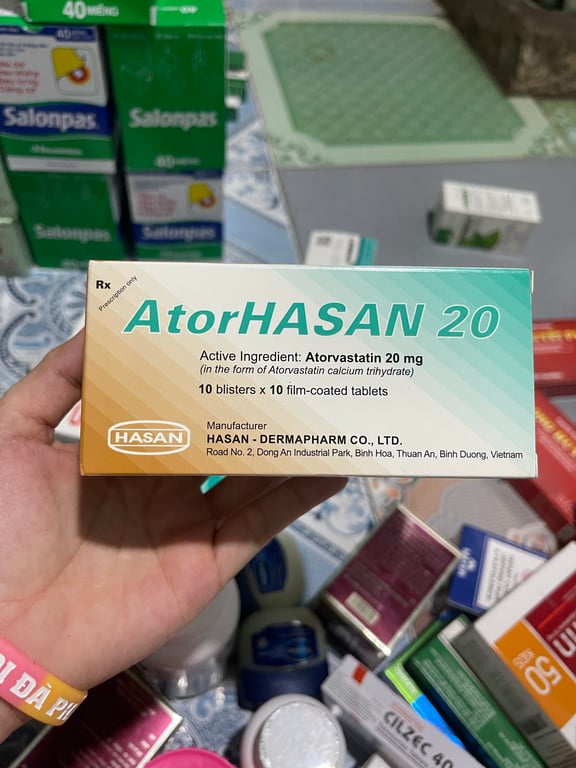 40 MIẾNG
Salonpas
Salonpas
40
Salonpas
Salonpas
Rx
Prescription only
AtorHASAN 20
Active Ingredient: Atorvastatin 20 mg
(in the form of Atorvastatin calcium trihydrate)
10 blisters x 10 film-coated tablets
HASAN
Manufacturer
HASAN - DERMAPHARM CO., LTD.
Road No. 2, Dong An Industrial Park, Binh Hoa, Thuan An, Binh Duong, Vietnam
50
CILZEC 40